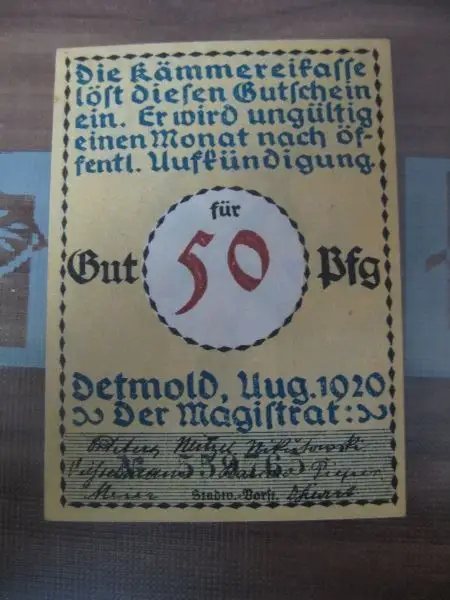 Die Kämmereikasse
löst diesen Gutschein
ein. Er wird ungültig
einen Monat nach öf-
fentl. Aufkündigung.
für
Gut 50 Pfg
Detmold, Aug. 1920
Der Magistrat:
Stadtv.-Vorst.